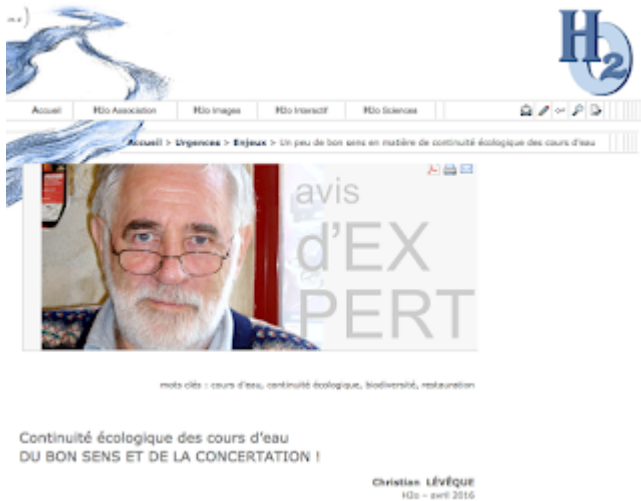 H2O
Accueil H2o Association H2o Images H2o Interactif H2o Sciences
Accueil > Urgences > Enjeux > Un peu de bon sens en matière de continuité écologique des cours d'eau
avis
d'EX
PERT
mots clés : cours d'eau, continuité écologique, biodiversité, restauration
Continuité écologique des cours d'eau
DU BON SENS ET DE LA CONCERTATION !
Christian LÉVÊQUE
H2o – avril 2016